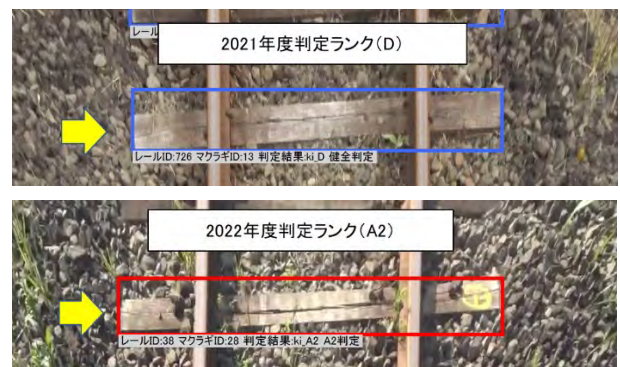 レール
2021年度判定ランク(D)
レールID:726 マクラギID:13 判定結果:ki_D 健全判定
2022年度判定ランク(A2)
レールID:38 マクラギID:28 判定結果:ki_A2 A2判定